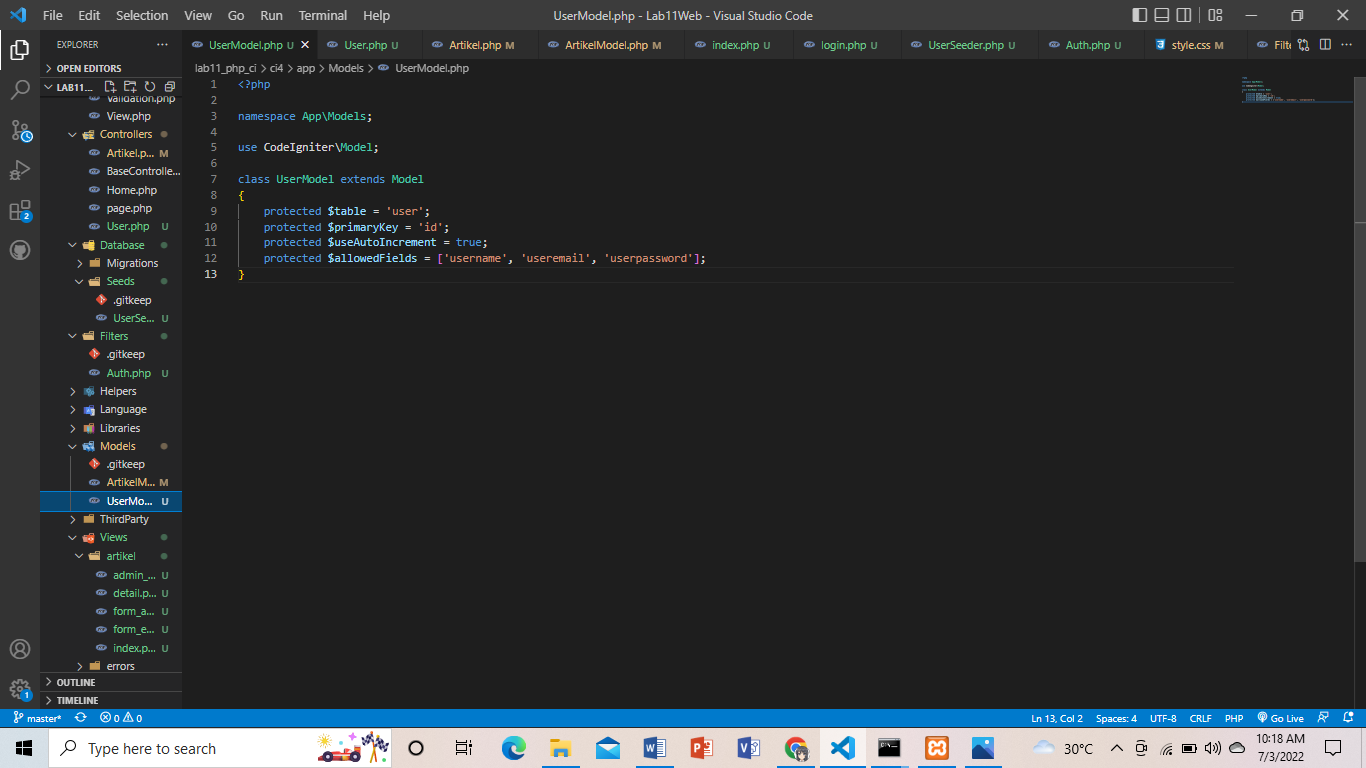 File Edit Selection View Go Run Terminal Help UserModel.php - Lab11Web - Visual Studio Code
EXPLORER ···
UserModel.php U
User.php U
Artikel.php M
ArtikelModel.php M
index.php U
login.php U
UserSeeder.php U
Auth.php U
style.css M
Filt
OPEN EDITORS
LAB11...
Validation.php
View.php
Controllers
Artikel.p... M
BaseControlle...
Home.php
page.php
User.php U
Database
Migrations
Seeds
.gitkeep
UserSe... U
Filters
.gitkeep
Auth.php U
Helpers
Language
Libraries
Models
.gitkeep
ArtikelM... M
UserMo... U
ThirdParty
Views
artikel
admin_... U
detail.p... U
form_a... U
form_e... U
index.p... U
errors
OUTLINE
TIMELINE
2
1
lab11_php_ci > ci4 > app > Models > UserModel.php
1 <?php
2
3 namespace App\Models;
4
5 use CodeIgniter\Model;
6
7 class UserModel extends Model
8 {
9 protected $table = 'user';
10 protected $primaryKey = 'id';
11 protected $useAutoIncrement = true;
12 protected $allowedFields = ['username', 'useremail', 'userpassword'];
13 }
master* 0 0
Ln 13, Col 2 Spaces: 4 UTF-8 CRLF PHP Go Live
Type here to search
30°C
10:18 AM
7/3/2022